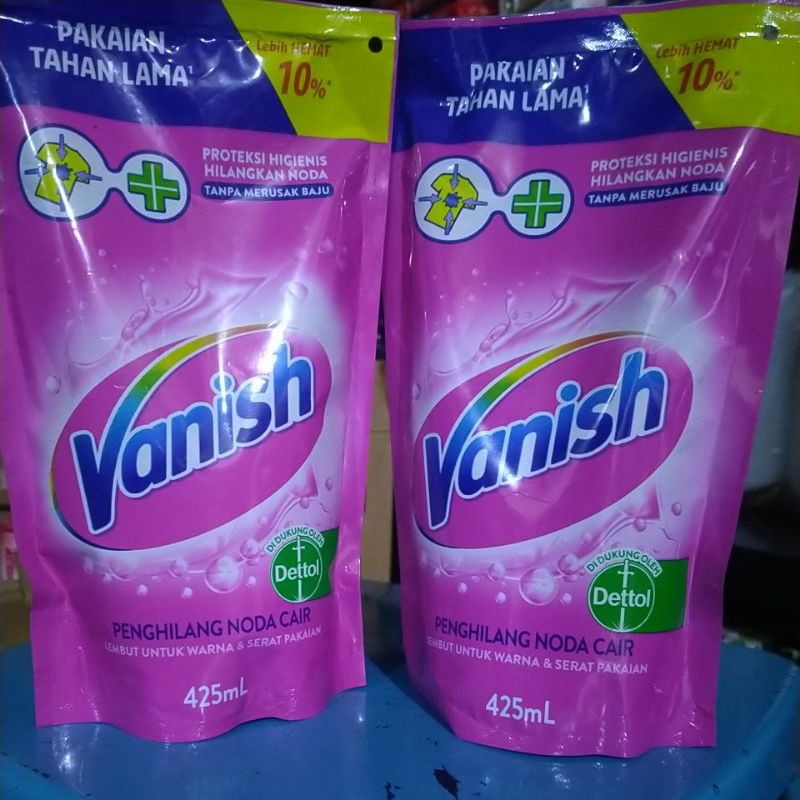 PAKAIAN
TAHAN LAMA¹
Lebih HEMAT
10%*
PROTEKSI HIGIENIS
HILANGKAN NODA
TANPA MERUSAK BAJU
Vanish
DI DUKUNG OLEH
Dettol
PENGHILANG NODA CAIR
LEMBUT UNTUK WARNA & SERAT PAKAIAN
425mL
PAKAIAN
TAHAN LAMA¹
Lebih HEMAT
10%*
PROTEKSI HIGIENIS
HILANGKAN NODA
TANPA MERUSAK BAJU
Vanish
DI DUKUNG OLEH
Dettol
PENGHILANG NODA CAIR
LEMBUT UNTUK WARNA & SERAT PAKAIAN
425mL